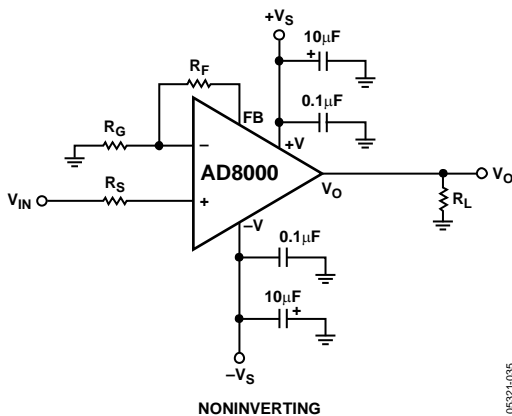 +V_S
10µF
+
R_F
0.1µF
FB
R_G
−
+V
AD8000
V_IN
R_S
+
V_O
V_O
R_L
−V
0.1µF
10µF
+
−V_S
05321-035
NONINVERTING